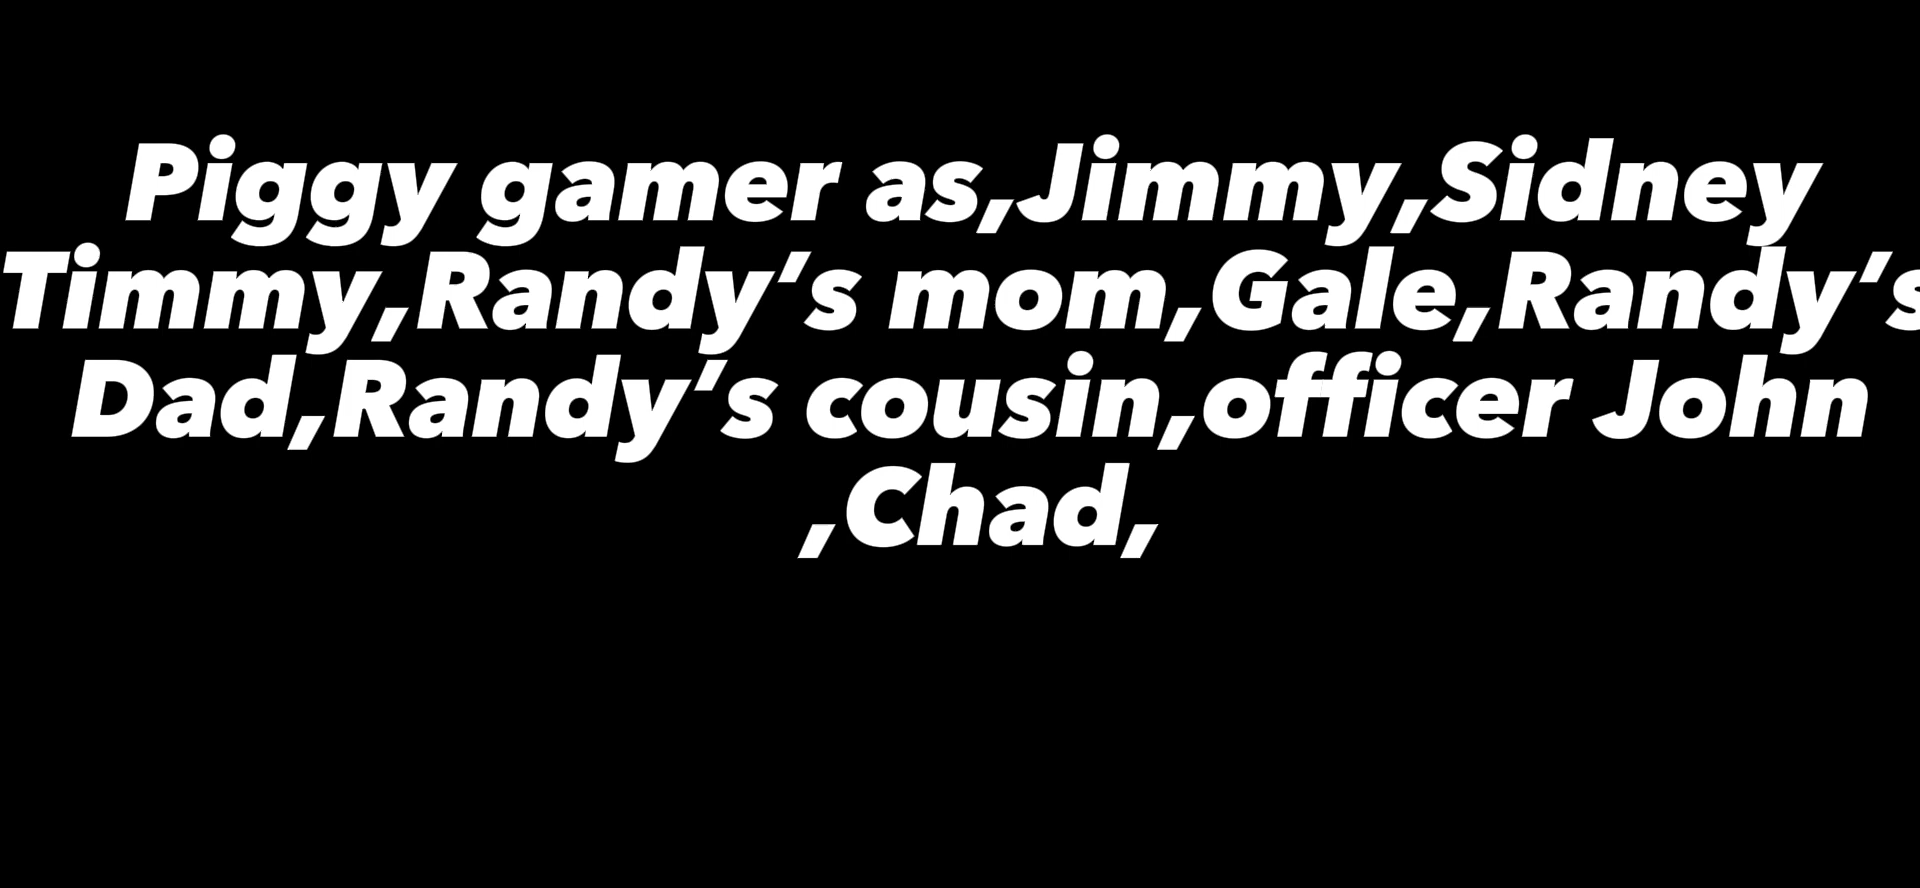 Piggy gamer as,Jimmy,Sidney
Timmy,Randy’s mom,Gale,Randy’s
Dad,Randy’s cousin,officer John
,Chad,